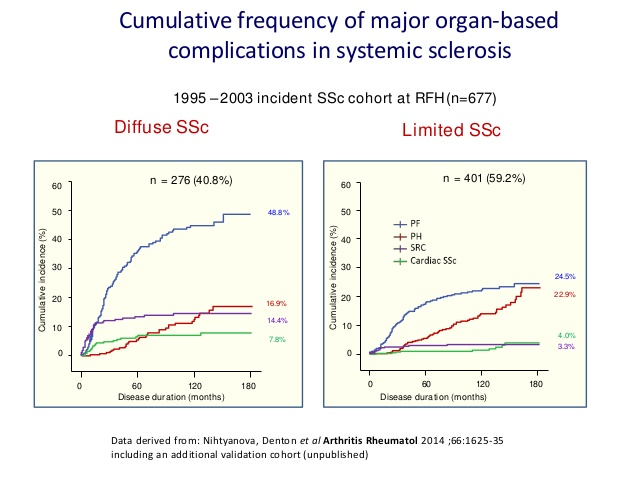 Cumulative frequency of major organ-based
complications in systemic sclerosis
1995 – 2003 incident SSc cohort at RFH (n=677)
Diffuse SSc
n = 276 (40.8%)
Cumulative incidence (%)
60
50
40
30
20
10
0
48.8%
16.9%
14.4%
7.8%
0 60 120 180
Disease duration (months)
Limited SSc
n = 401 (59.2%)
Cumulative incidence (%)
60
50
40
30
20
10
0
PF
PH
SRC
Cardiac SSc
24.5%
22.9%
4.0%
3.3%
0 60 120 180
Disease duration (months)
Data derived from: Nihtyanova, Denton et al Arthritis Rheumatol 2014 ;66:1625-35
including an additional validation cohort (unpublished)